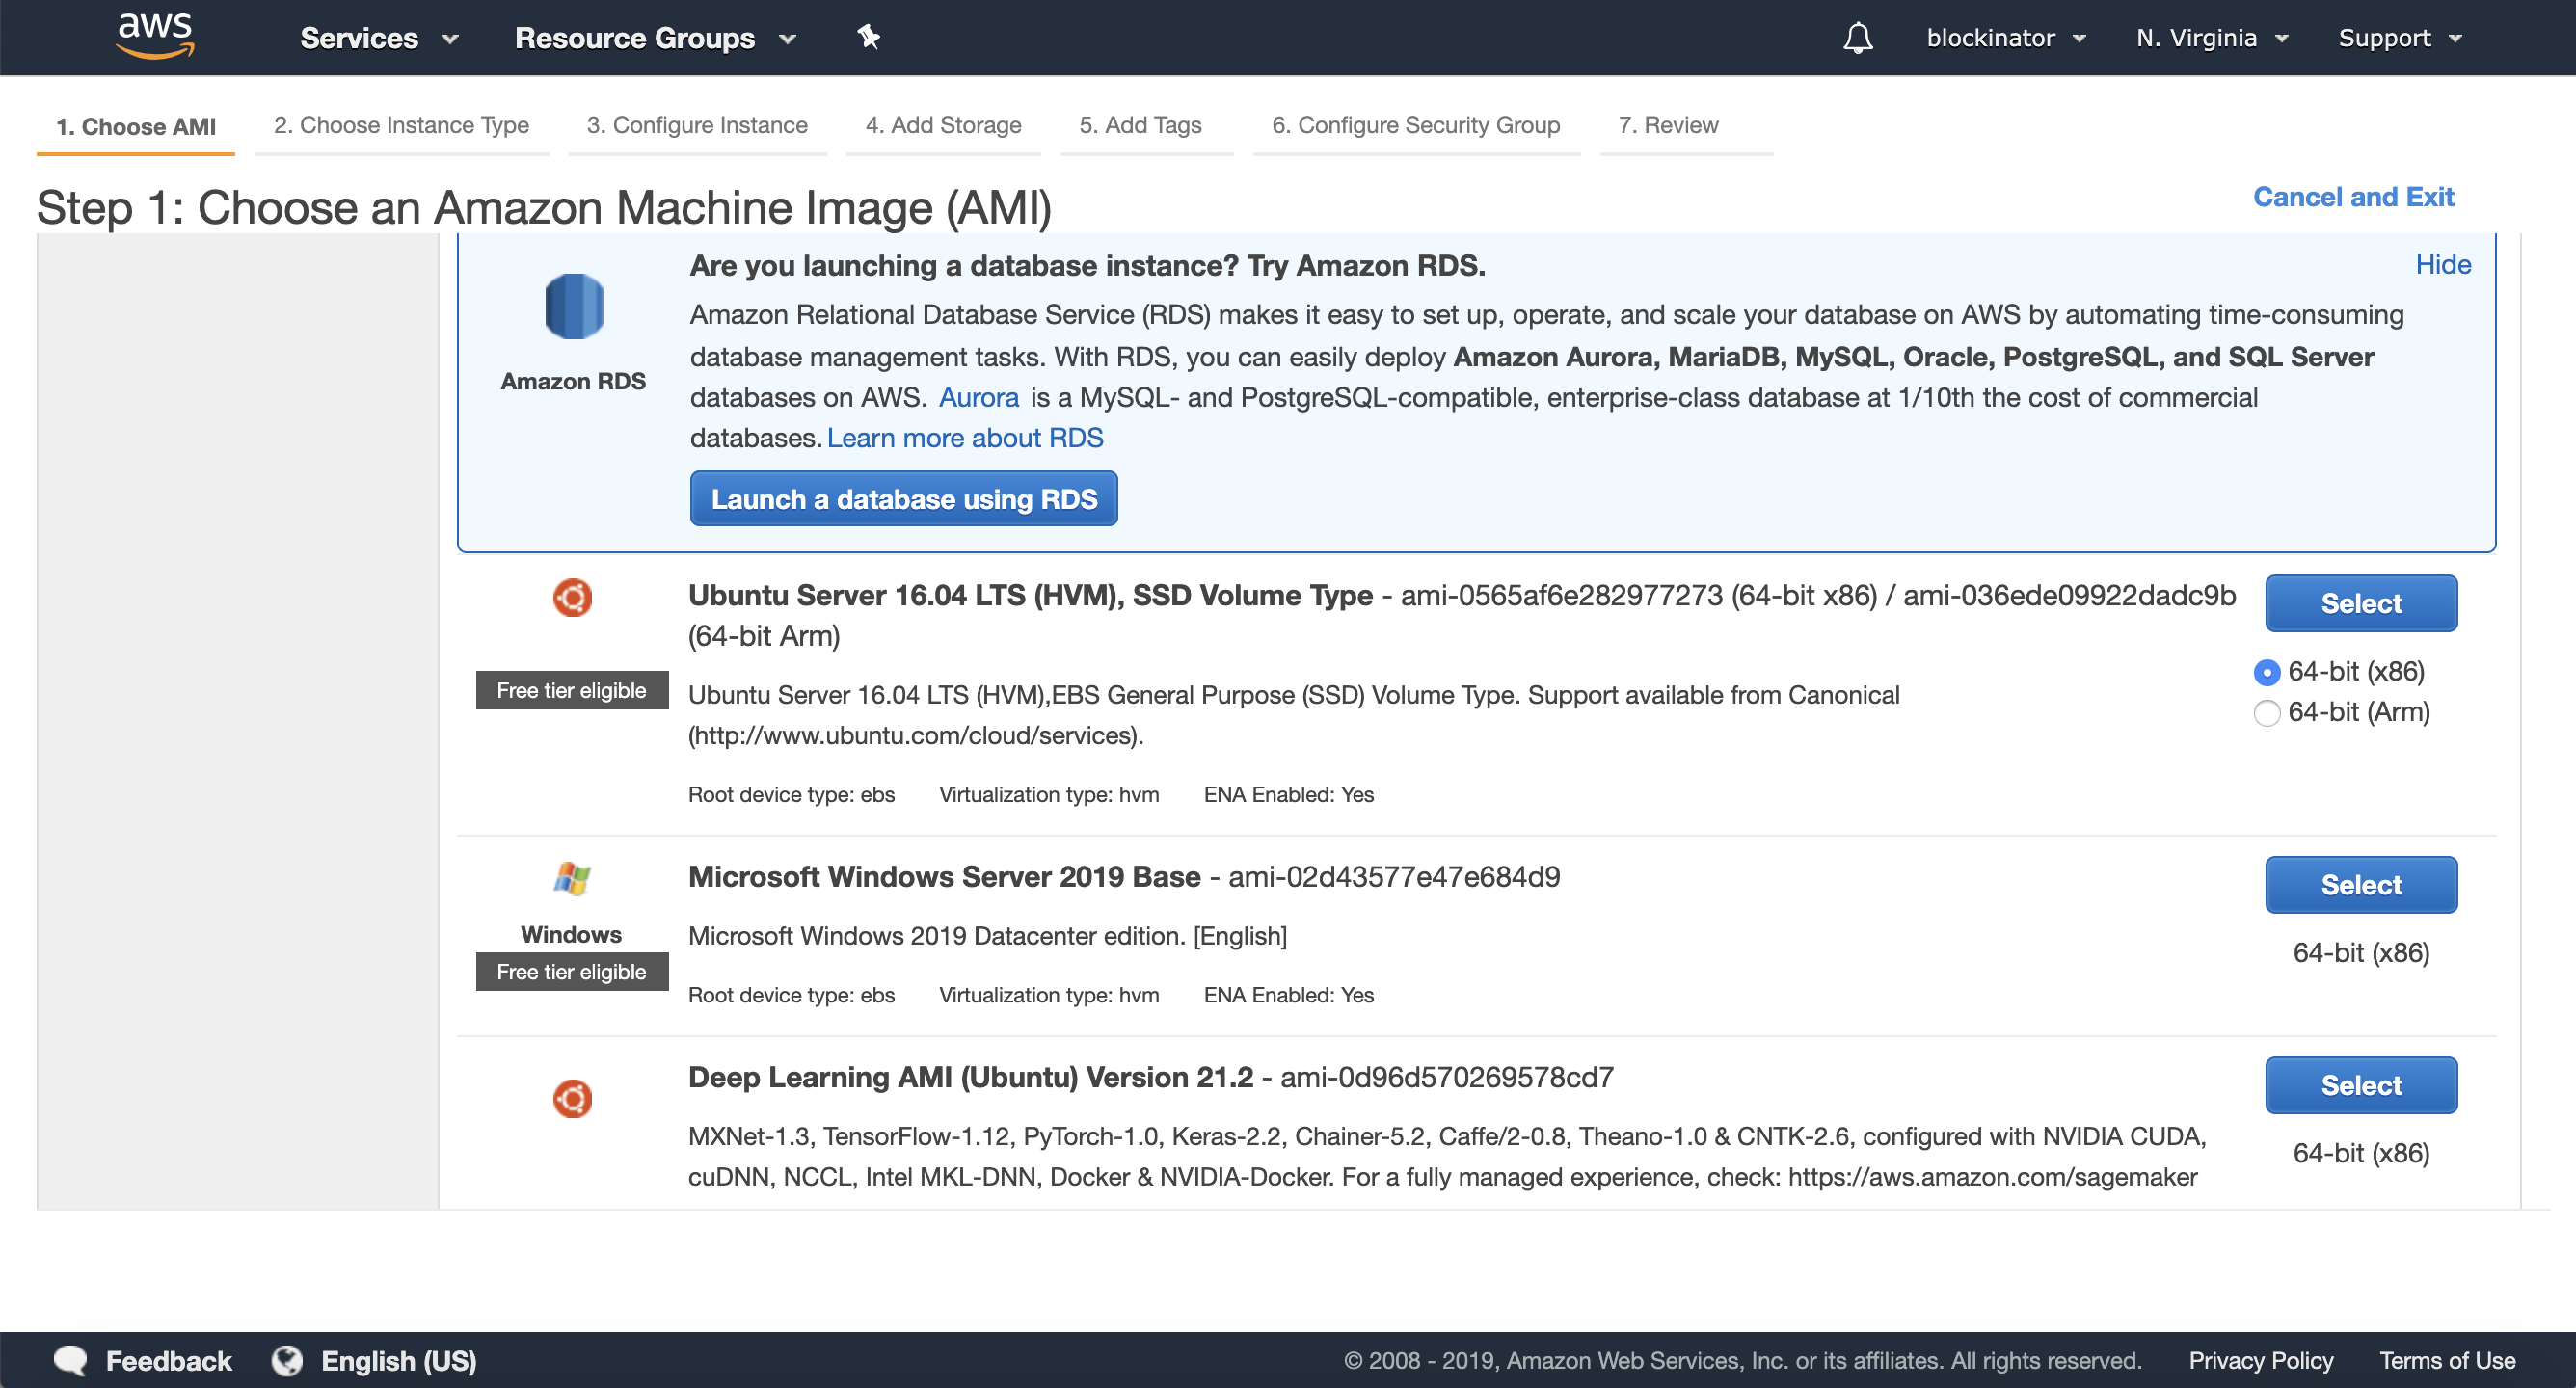 aws
Services
Resource Groups
blockinator
N. Virginia
Support
1. Choose AMI
2. Choose Instance Type
3. Configure Instance
4. Add Storage
5. Add Tags
6. Configure Security Group
7. Review
Step 1: Choose an Amazon Machine Image (AMI)
Cancel and Exit
Amazon RDS
Are you launching a database instance? Try Amazon RDS.
Hide
Amazon Relational Database Service (RDS) makes it easy to set up, operate, and scale your database on AWS by automating time-consuming
database management tasks. With RDS, you can easily deploy Amazon Aurora, MariaDB, MySQL, Oracle, PostgreSQL, and SQL Server
databases on AWS. Aurora is a MySQL- and PostgreSQL-compatible, enterprise-class database at 1/10th the cost of commercial
databases. Learn more about RDS
Launch a database using RDS
Free tier eligible
Ubuntu Server 16.04 LTS (HVM), SSD Volume Type - ami-0565af6e282977273 (64-bit x86) / ami-036ede09922dadc9b
(64-bit Arm)
Ubuntu Server 16.04 LTS (HVM),EBS General Purpose (SSD) Volume Type. Support available from Canonical
(http://www.ubuntu.com/cloud/services).
Root device type: ebs Virtualization type: hvm ENA Enabled: Yes
Select
64-bit (x86)
64-bit (Arm)
Windows
Free tier eligible
Microsoft Windows Server 2019 Base - ami-02d43577e47e684d9
Microsoft Windows 2019 Datacenter edition. [English]
Root device type: ebs Virtualization type: hvm ENA Enabled: Yes
Select
64-bit (x86)
Deep Learning AMI (Ubuntu) Version 21.2 - ami-0d96d570269578cd7
MXNet-1.3, TensorFlow-1.12, PyTorch-1.0, Keras-2.2, Chainer-5.2, Caffe/2-0.8, Theano-1.0 & CNTK-2.6, configured with NVIDIA CUDA,
cuDNN, NCCL, Intel MKL-DNN, Docker & NVIDIA-Docker. For a fully managed experience, check: https://aws.amazon.com/sagemaker
Select
64-bit (x86)
Feedback
English (US)
© 2008 - 2019, Amazon Web Services, Inc. or its affiliates. All rights reserved.
Privacy Policy
Terms of Use